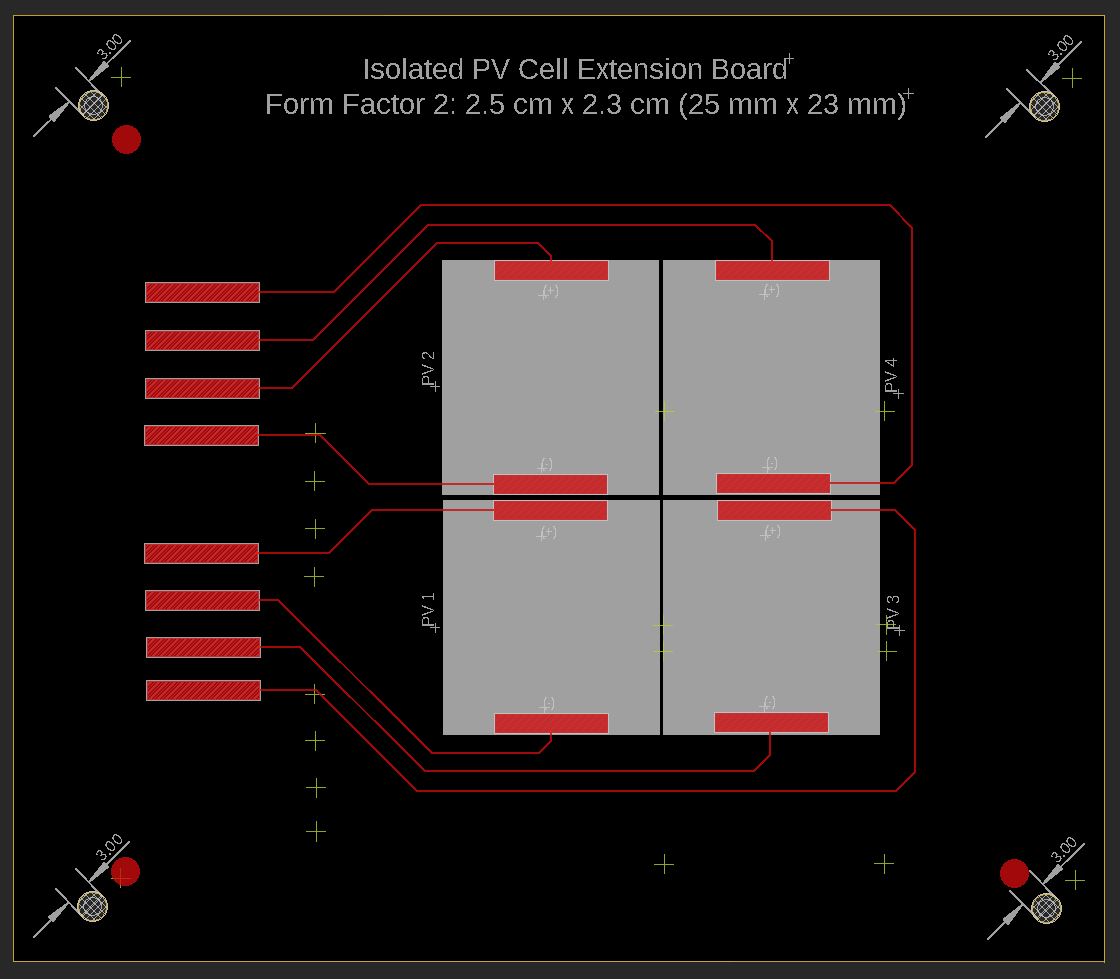 3.00
3.00
Isolated PV Cell Extension Board
Form Factor 2: 2.5 cm x 2.3 cm (25 mm x 23 mm)
(+)
(+)
PV 2
PV 4
(-)
(-)
(+)
(+)
PV 1
PV 3
(-)
(-)
3.00
3.00